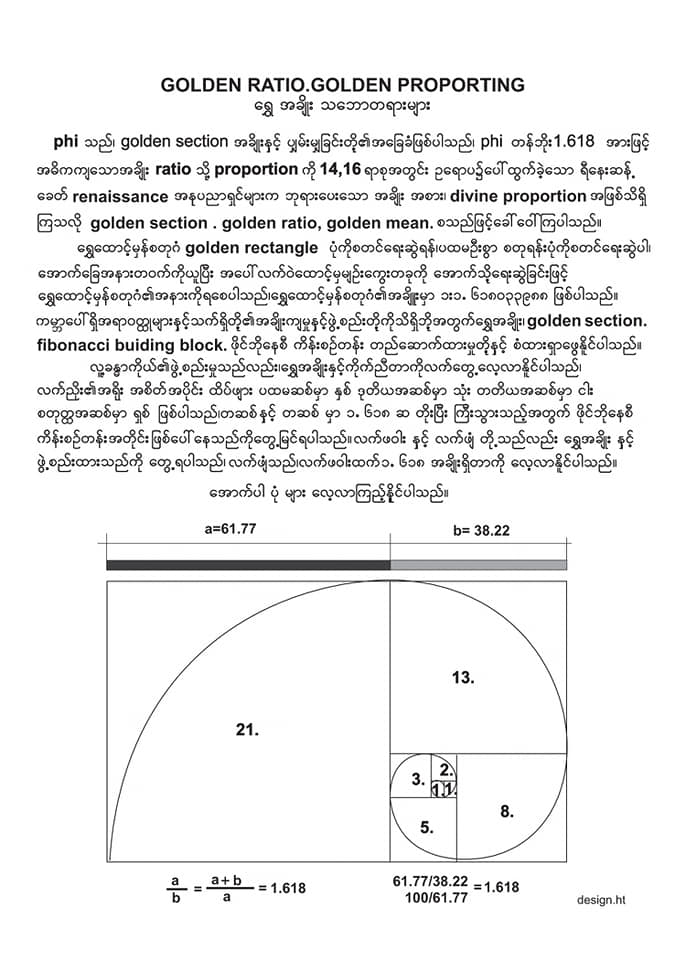 GOLDEN RATIO.GOLDEN PROPORTING
ရွှေ အချိုး သဘောတရားများ
phi သည်၊ golden section အချိုးနှင့် ပျှမ်းမျှခြင်းတို့၏အခြေခံဖြစ်ပါသည်၊ phi တန်ဘိုး1.618 အားဖြင့်
အဓိကကျသောအချိုး ratio သို့ proportion ကို 14,16 ရာစုအတွင်း ဥရောပ၌ပေါ်ထွက်ခဲ့သော ရီနေးဆန့်
ခေတ် renaissance အနုပညာရှင်များက ဘုရားပေးသော အချိုး အစား၊ divine proportion အဖြစ်သိရှိ
ကြသလို golden section . golden ratio, golden mean. စသည်ဖြင့်ခေါ်ဝေါ်ကြပါသည်။
ရွှေထောင့်မှန်စတုဂံ golden rectangle ပုံကိုစတင်ရေးဆွဲရန်၊ပထမဦးစွာ စတုရန်းပုံကိုစတင်ရေးဆွဲပါ၊
အောက်ခြေအနားတဝက်ကိုယူပြီး အပေါ်လက်ဝဲထောင့်မှမျဉ်းကွေးတခုကို အောက်သို့ရေးဆွဲခြင်းဖြင့်
ရွှေထောင့်မှန်စတုဂံ၏အနားကိုရစေပါသည်၊ရွှေထောင့်မှန်စတုဂံ၏အချိုးမှာ ၁း၁. ၆၁၈၀၃၃၉၈၈ ဖြစ်ပါသည်။
ကမ္ဘာပေါ်ရှိအရာဝတ္ထုများနှင့်သက်ရှိတို့၏အချိုးကျမှုနှင့်ဖွဲ့စည်းတို့ကိုသိရှိဘို့အတွက်ရွှေအချိုး၊ golden section.
fibonacci buiding block. ဖိုင်ဘိုနေစီ ကိန်းစဉ်တန်း တည်ဆောက်ထားမှုတို့နှင့် စံထားရှာဖွေနိုင်ပါသည်။
လူ့ခန္ဓာကိုယ်၏ဖွဲ့စည်းမှုသည်လည်း၊ရွှေအချိုးနှင့်ကိုက်ညီတာကိုလက်တွေ့လေ့လာနိုင်ပါသည်၊
လက်ညှိုး၏အရိုး အစိတ်အပိုင်း ထိပ်ဖျား ပထမဆစ်မှာ နှစ် ဒုတိယအဆစ်မှာ သုံး တတိယအဆစ်မှာ ငါး
စတုတ္ထအဆစ်မှာ ရှစ် ဖြစ်ပါသည်၊တဆစ်နှင့် တဆစ် မှာ ၁. ၆၁၈ ဆ တိုးပြီး ကြီးသွားသည့်အတွက် ဖိုင်ဘိုနေစီ
ကိန်းစဉ်တန်းအတိုင်းဖြစ်ပေါ်နေသည်ကိုတွေ့မြင်ရပါသည်။လက်ဖဝါး နှင့် လက်ဖျံ တို့သည်လည်း ရွှေအချိုး နှင့်
ဖွဲ့စည်းထားသည်ကို တွေ့ရပါသည်၊ လက်ဖျံသည်၊လက်ဖဝါးထက်၁. ၆၁၈ အချိုးရှိတာကို လေ့လာနိုင်ပါသည်။
အောက်ပါ ပုံ များ လေ့လာကြည့်နိုင်ပါသည်။
a=61.77 b= 38.22
13.
21.
3. 2.
1. 1.
5. 8.
a/b = a+b/a = 1.618
61.77/38.22
100/61.77 =1.618
design.ht